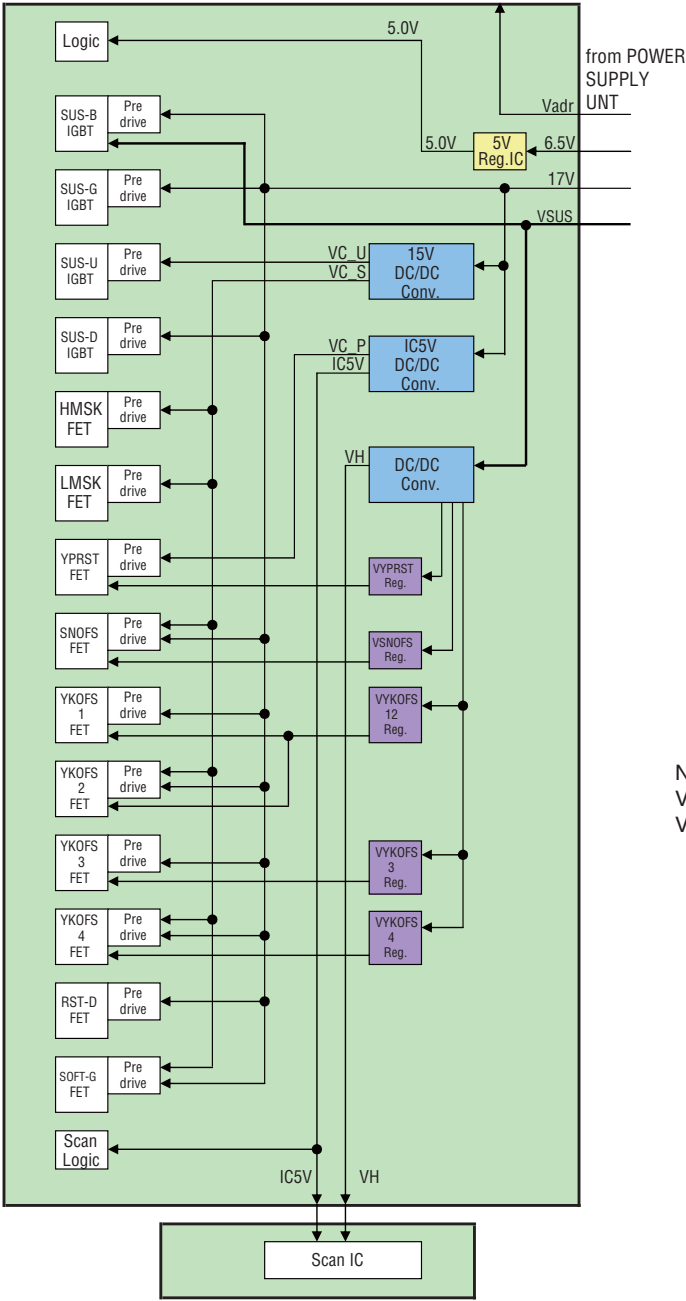 Logic
5.0V
from POWER
SUPPLY
UNT
Vadr
SUS-B
IGBT
Pre
drive
5.0V
5V
Reg.IC
6.5V
SUS-G
IGBT
Pre
drive
17V
VSUS
SUS-U
IGBT
Pre
drive
VC_U
VC_S
15V
DC/DC
Conv.
SUS-D
IGBT
Pre
drive
VC_P
IC5V
IC5V
DC/DC
Conv.
HMSK
FET
Pre
drive
LMSK
FET
Pre
drive
VH
DC/DC
Conv.
YPRST
FET
Pre
drive
VYPRST
Reg.
SNOFS
FET
Pre
drive
VSNOFS
Reg.
YKOFS
1
FET
Pre
drive
VYKOFS
12
Reg.
YKOFS
2
FET
Pre
drive
N
V
V
YKOFS
3
FET
Pre
drive
VYKOFS
3
Reg.
YKOFS
4
FET
Pre
drive
VYKOFS
4
Reg.
RST-D
FET
Pre
drive
SOFT-G
FET
Pre
drive
Scan
Logic
IC5V
VH
Scan IC